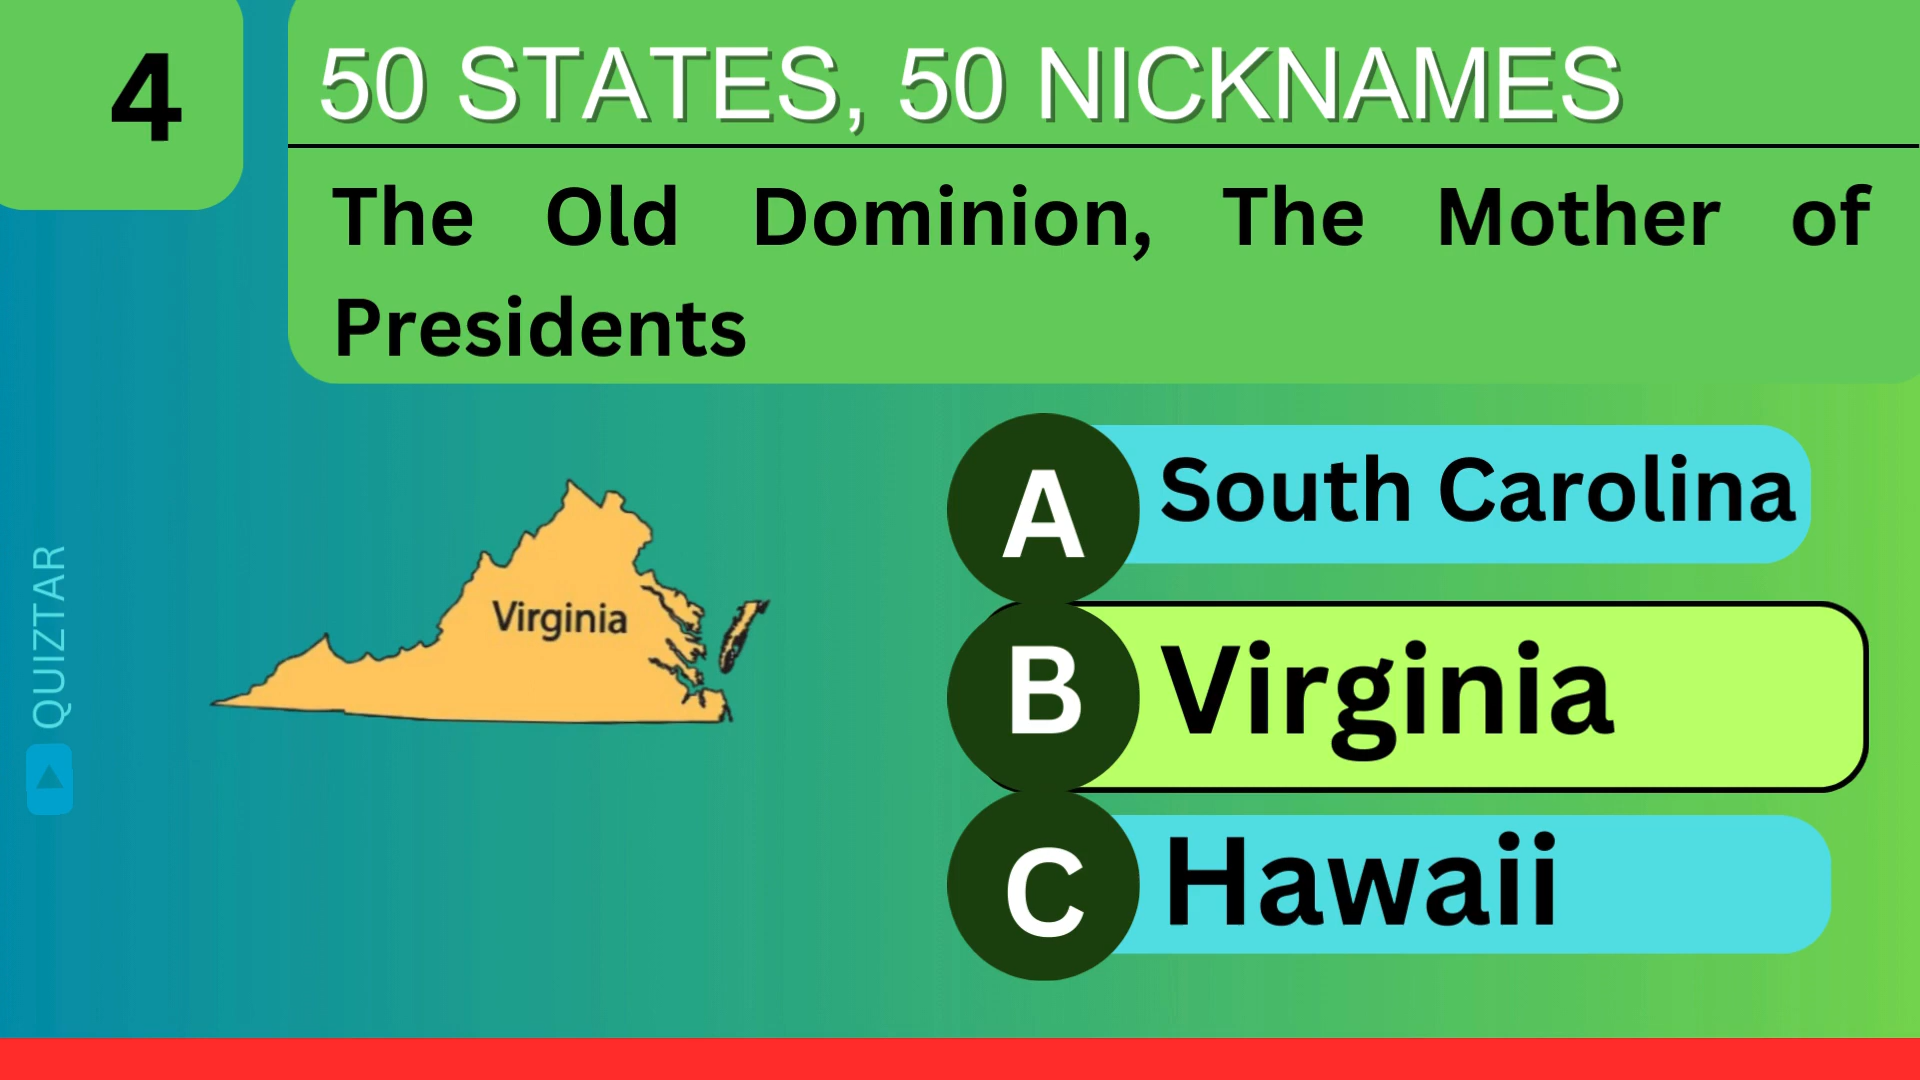 4
50 STATES, 50 NICKNAMES
The Old Dominion, The Mother of
Presidents
A South Carolina
Virginia
B Virginia
C Hawaii
QUIZTAR